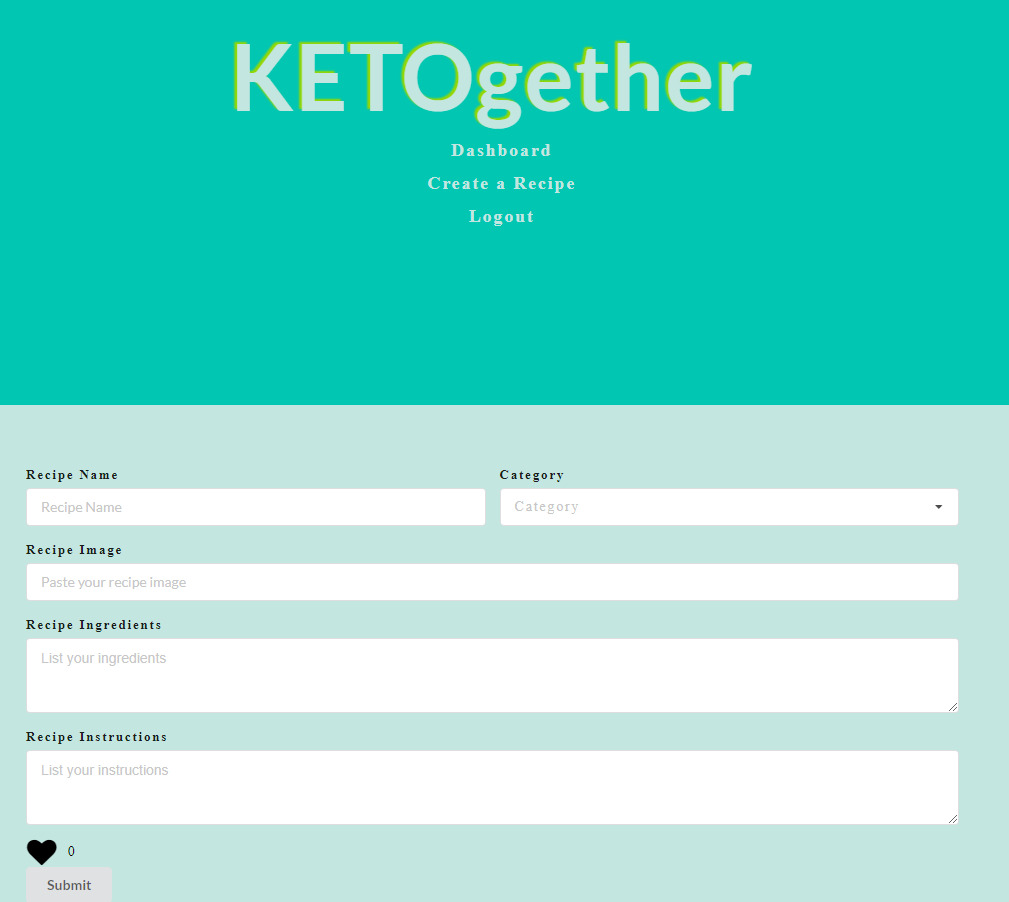 KETOgether
Dashboard
Create a Recipe
Logout
Recipe Name Category
Recipe Name Category
Recipe Image
Paste your recipe image
Recipe Ingredients
List your ingredients
Recipe Instructions
List your instructions
0
Submit